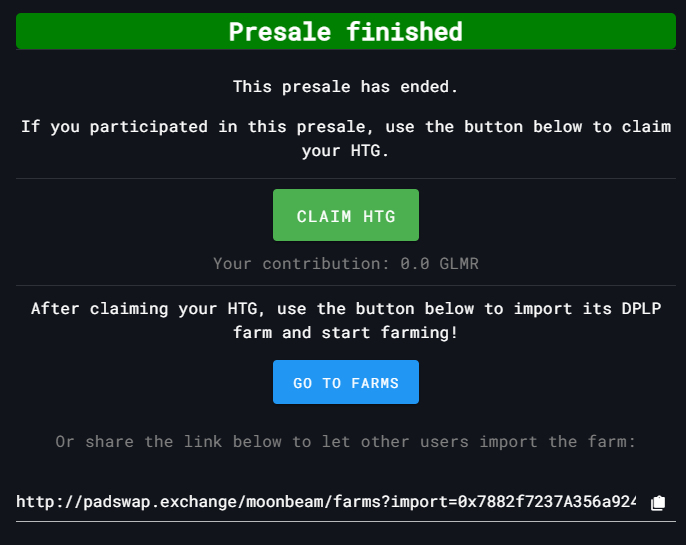 Presale finished
This presale has ended.
If you participated in this presale, use the button below to claim
your HTG.
CLAIM HTG
Your contribution: 0.0 GLMR
After claiming your HTG, use the button below to import its DPLP
farm and start farming!
GO TO FARMS
Or share the link below to let other users import the farm:
http://padswap.exchange/moonbeam/farms?import=0x7882f7237A356a924